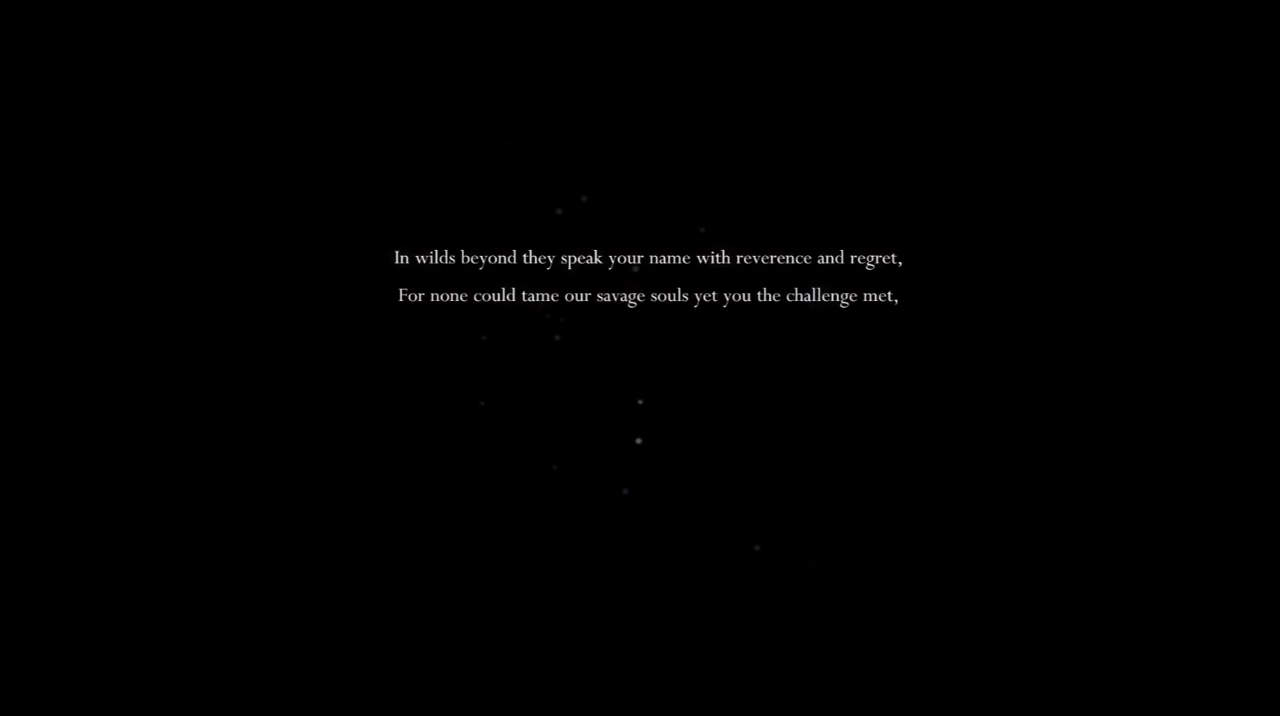 In wilds beyond they speak your name with reverence and regret,
For none could tame our savage souls yet you the challenge met,